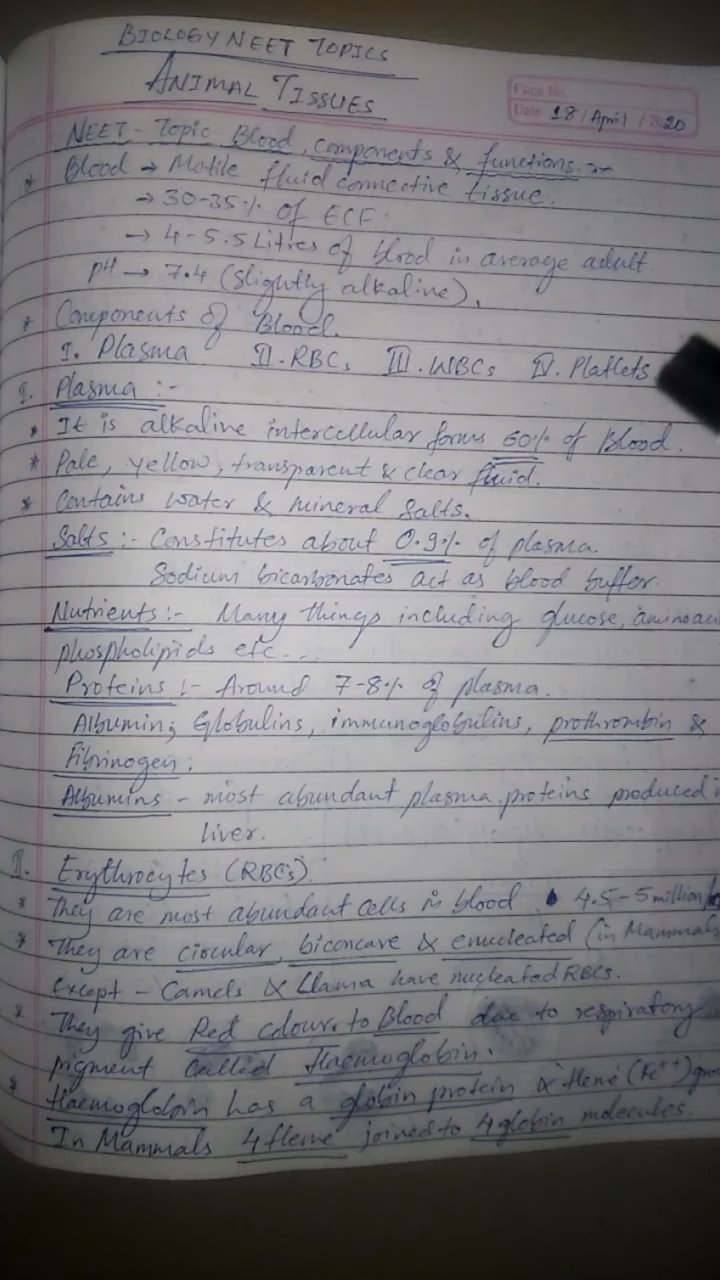 BIOLOGY NEET TOPICS
ANIMAL TISSUES
Page No.
Date 18 / April / 2020
NEET - Topic Blood, components & functions :-
* Blood → Motile fluid connective tissue.
→ 30-35% of ECF.
→ 4-5.5 Litres of blood in average adult
pH → 7.4 (Slightly alkaline).
* Components of Blood.
I. Plasma II. RBCs III. WBCs IV. Platlets
I. Plasma :-
* It is alkaline intercellular forms 60% of Blood.
* Pale, yellow, transparent & clear fluid.
* Contains water & mineral salts.
Salts :- Constitutes about 0.9% of plasma.
Sodium bicarbonates act as blood buffer.
Nutrients :- Many things including glucose, amino
phospholipids etc...
Proteins :- Around 7-8% of plasma.
Albumin; Globulins, immunoglobulins, prothrombin &
Fibrinogen;
Albumins - most abundant plasma proteins produced
liver.
II. Erythrocytes (RBCs)
* They are most abundant cells in blood 4.5-5 million/
* They are circular, biconcave & enucleated (in Mammals
Except - Camels & Llama have nucleated RBCs.
* They give Red colour to Blood due to respiratory
pigment called Haemoglobin.
* Haemoglobin has a globin protein & Heme (Fe++)
In Mammals 4 Heme joined to 4 globin molecules.